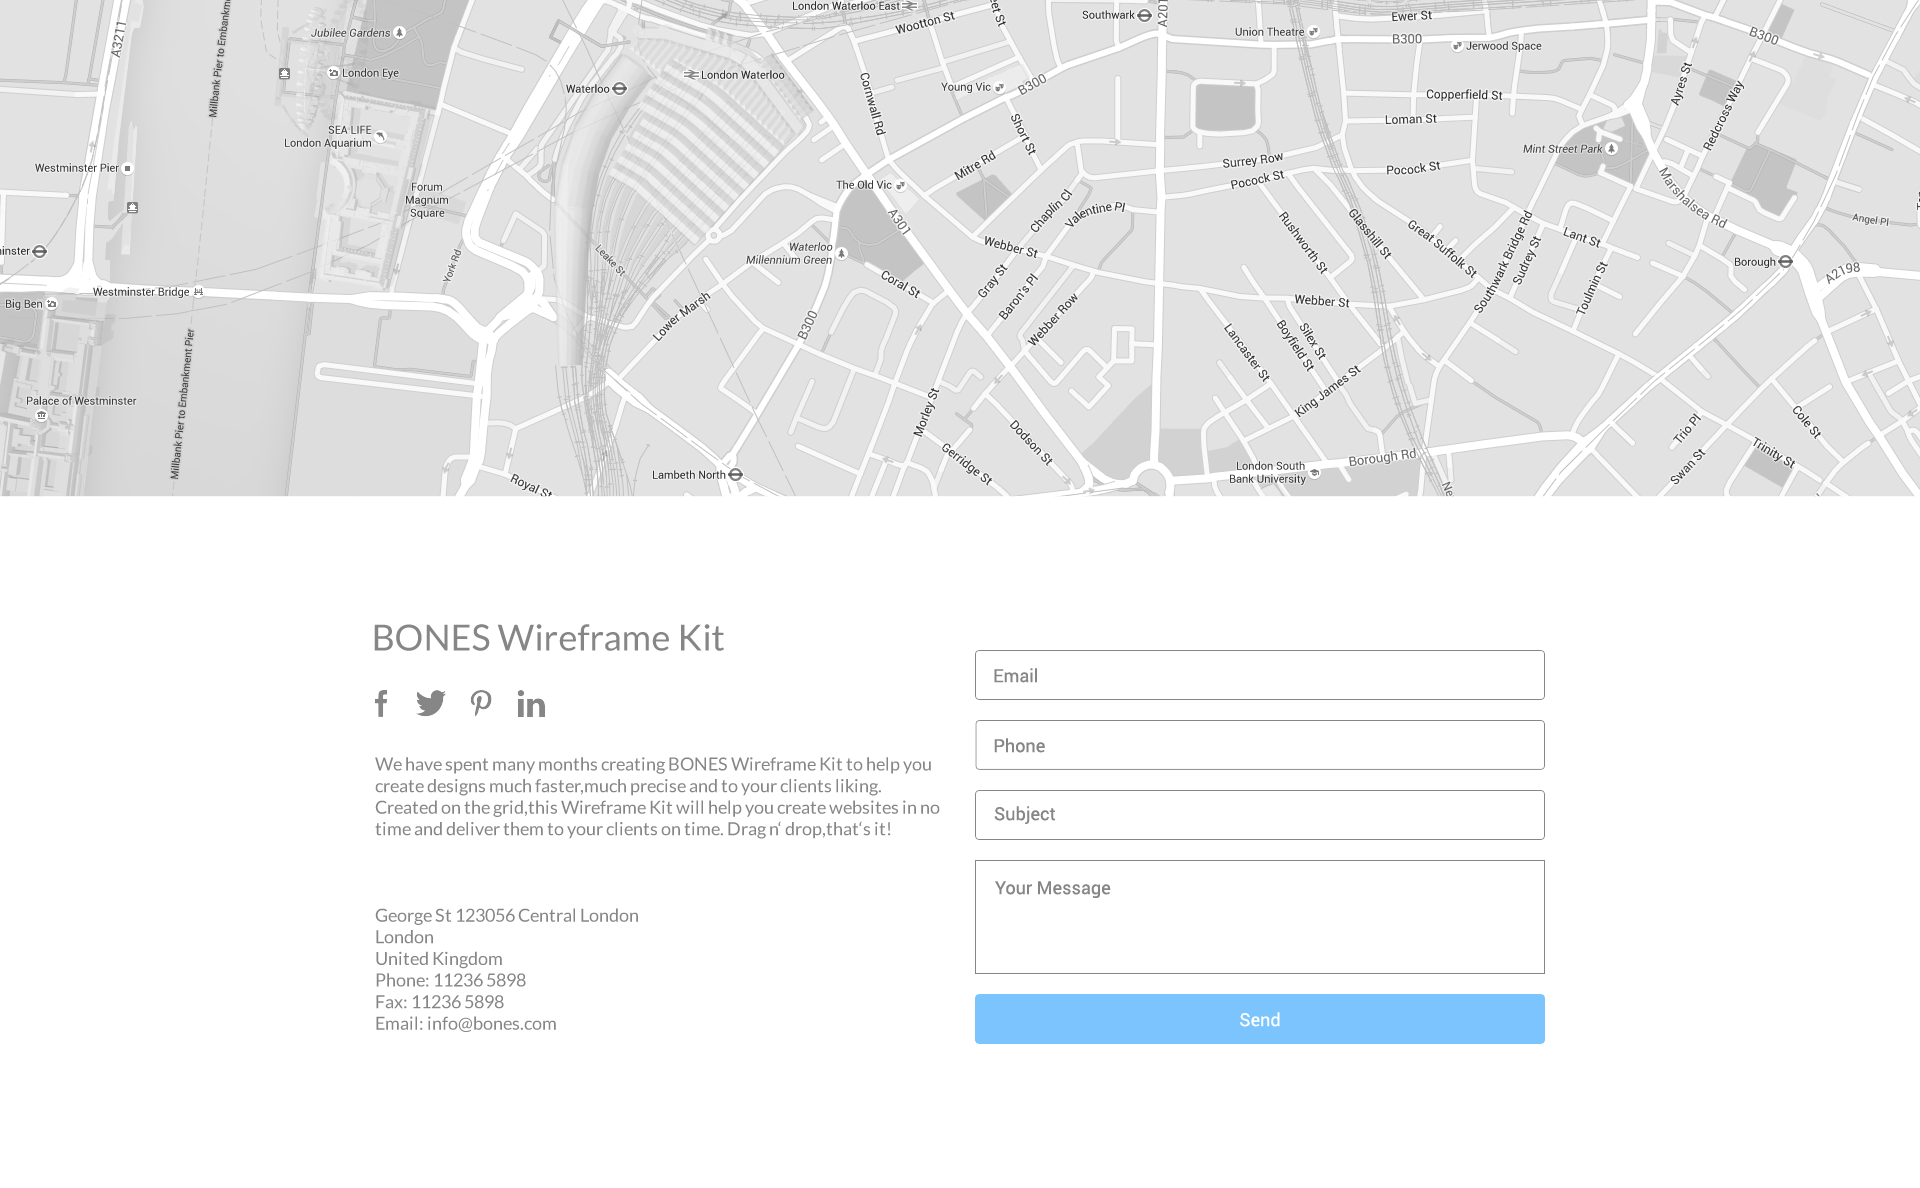 London Waterloo East
Wootton St
Southwark
A201
Ewer St
B300
Union Theatre
Jerwood Space
B300
A3211
Millbank Pier to Embankm
Jubilee Gardens
London Eye
London Waterloo
Waterloo
Cornwall Rd
Young Vic
B300
Copperfield St
Ayres St
Redcross Way
Short St
Loman St
SEA LIFE
London Aquarium
Mint Street Park
Westminster Pier
Mitre Rd
Surrey Row
Pocock St
Pocock St
The Old Vic
Forum
Magnum
Square
Marshalsea Rd
Chaplin Cl
Valentine Pl
A301
Angel Pl
Rushworth St
Glasshill St
Great Suffolk St
Southwark Bridge Rd
Sudrey St
Lant St
Toulmin St
Waterloo
Millennium Green
Webber St
York Rd
Leake St
Borough
A2198
Coral St
Gray St
Baron's Pl
Webber Row
Westminster Bridge
Big Ben
Lower Marsh
B300
Webber St
Lancaster St
Boyfield St
Silex St
King James St
Millbank Pier to Embankment Pier
Palace of Westminster
Morley St
Dodson St
Gerridge St
Trio Pl
Cole St
Trinity St
Swan St
Borough Rd
London South
Bank University
Lambeth North
Royal St
BONES Wireframe Kit
We have spent many months creating BONES Wireframe Kit to help you
create designs much faster,much precise and to your clients liking.
Created on the grid,this Wireframe Kit will help you create websites in no
time and deliver them to your clients on time. Drag n‘ drop,that‘s it!
George St 123056 Central London
London
United Kingdom
Phone: 11236 5898
Fax: 11236 5898
Email: info@bones.com
Email
Phone
Subject
Your Message
Send